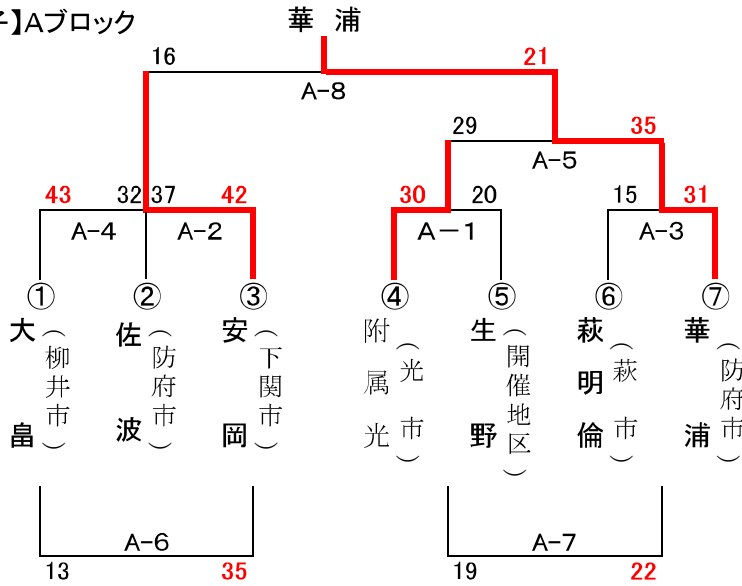 子】Aブロック
華 浦
16
21
A-8
29
35
A-5
43
32
37
42
30
20
15
31
A-4
A-2
A－1
A-3
①
②
③
④
⑤
⑥
⑦
大畠
（柳井市）
佐波
（防府市）
安岡
（下関市）
附属光
（光市）
生野
（開催地区）
萩明倫
（萩市）
華浦
（防府市）
A-6
A-7
13
35
19
22